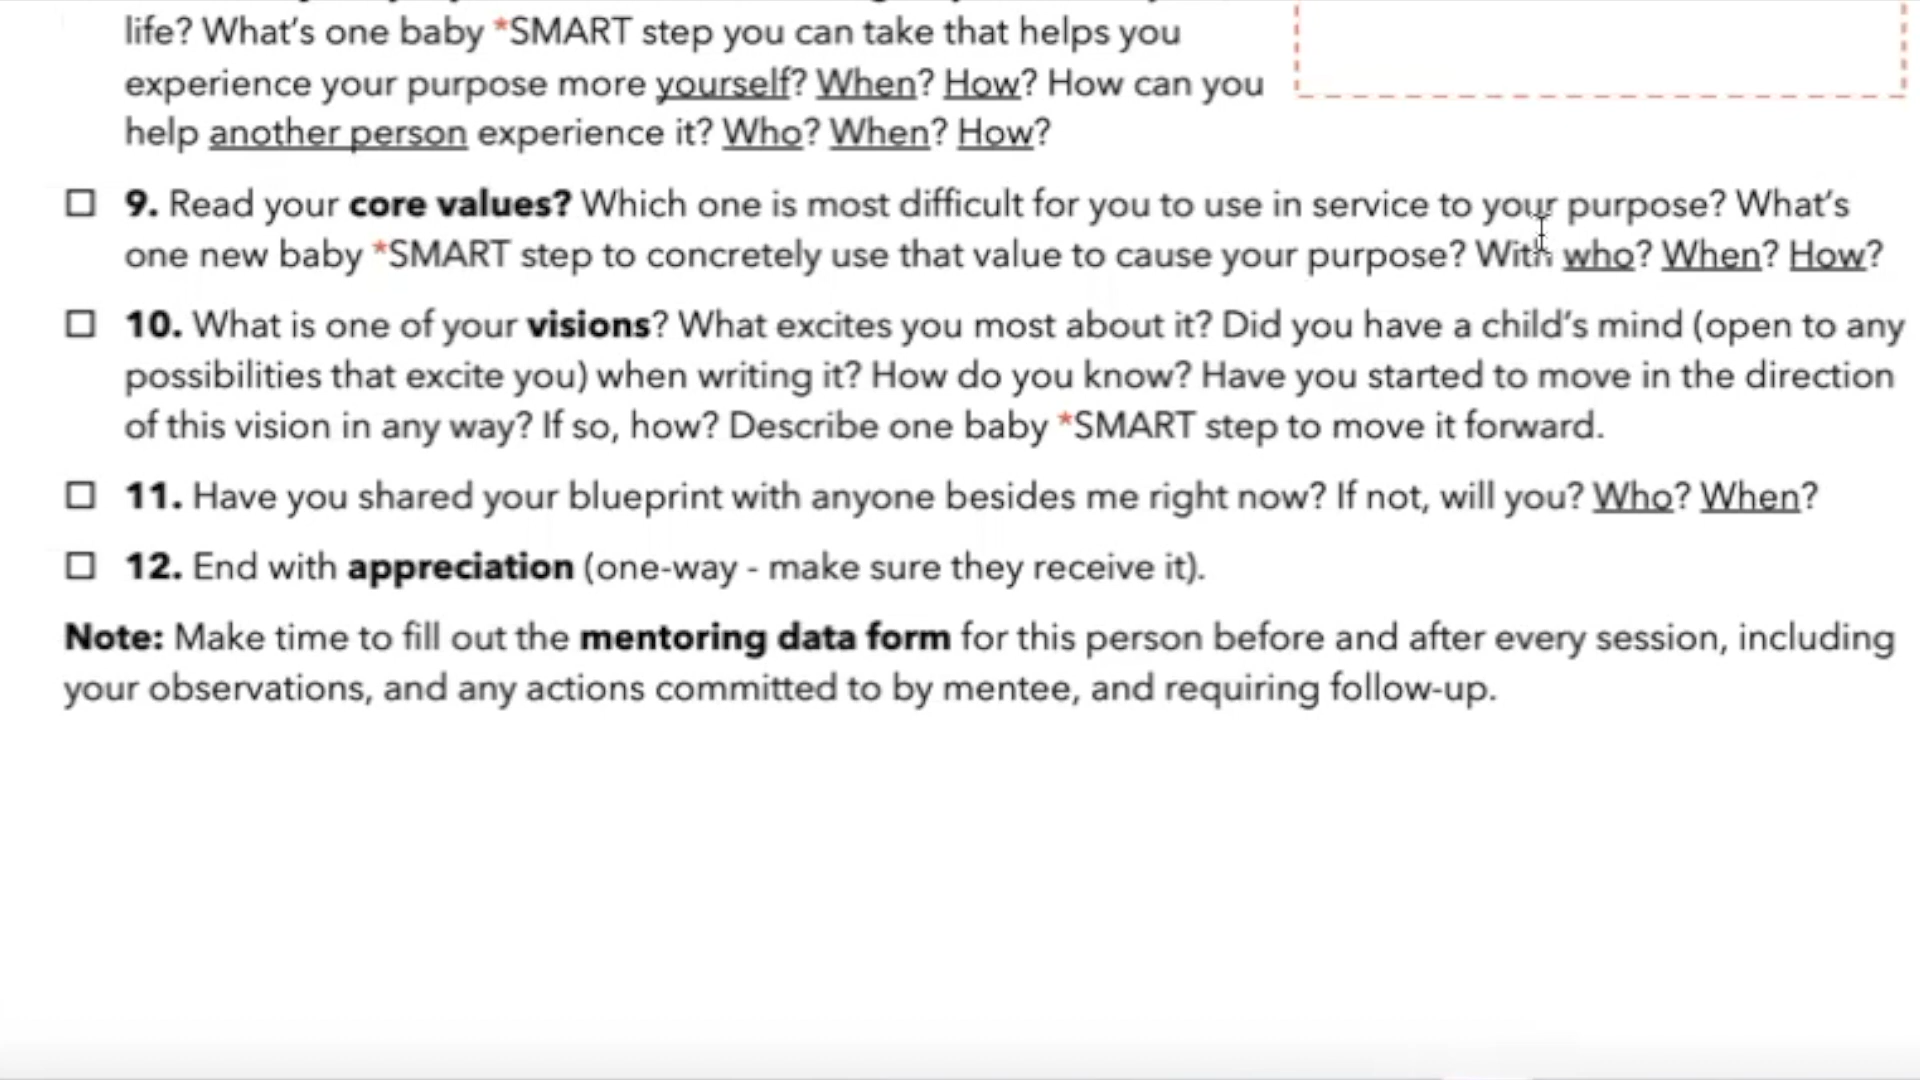 life? What's one baby *SMART step you can take that helps you
experience your purpose more yourself? When? How? How can you
help another person experience it? Who? When? How?
☐ 9. Read your core values? Which one is most difficult for you to use in service to your purpose? What's
one new baby *SMART step to concretely use that value to cause your purpose? With who? When? How?
☐ 10. What is one of your visions? What excites you most about it? Did you have a child's mind (open to any
possibilities that excite you) when writing it? How do you know? Have you started to move in the direction
of this vision in any way? If so, how? Describe one baby *SMART step to move it forward.
☐ 11. Have you shared your blueprint with anyone besides me right now? If not, will you? Who? When?
☐ 12. End with appreciation (one-way - make sure they receive it).
Note: Make time to fill out the mentoring data form for this person before and after every session, including
your observations, and any actions committed to by mentee, and requiring follow-up.